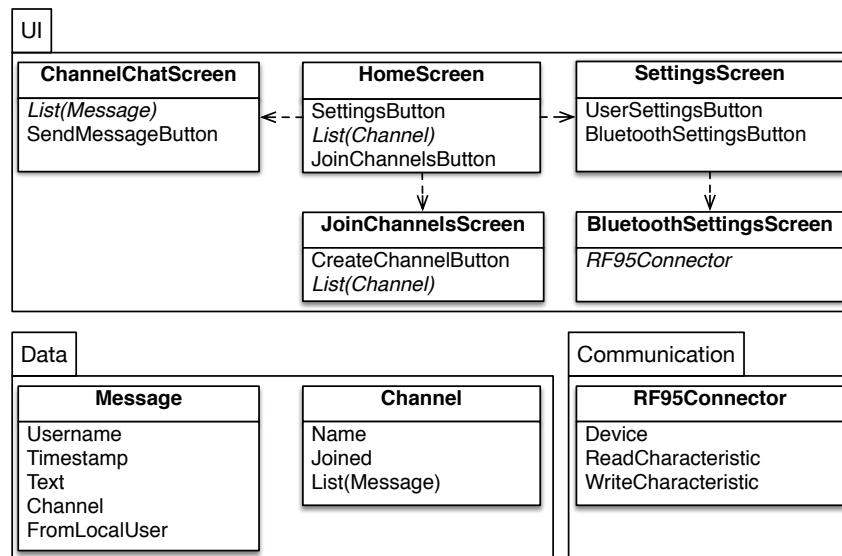 UI
ChannelChatScreen
List(Message)
SendMessageButton
HomeScreen
SettingsButton
List(Channel)
JoinChannelsButton
SettingsScreen
UserSettingsButton
BluetoothSettingsButton
JoinChannelsScreen
CreateChannelButton
List(Channel)
BluetoothSettingsScreen
RF95Connector
Data
Message
Username
Timestamp
Text
Channel
FromLocalUser
Channel
Name
Joined
List(Message)
Communication
RF95Connector
Device
ReadCharacteristic
WriteCharacteristic